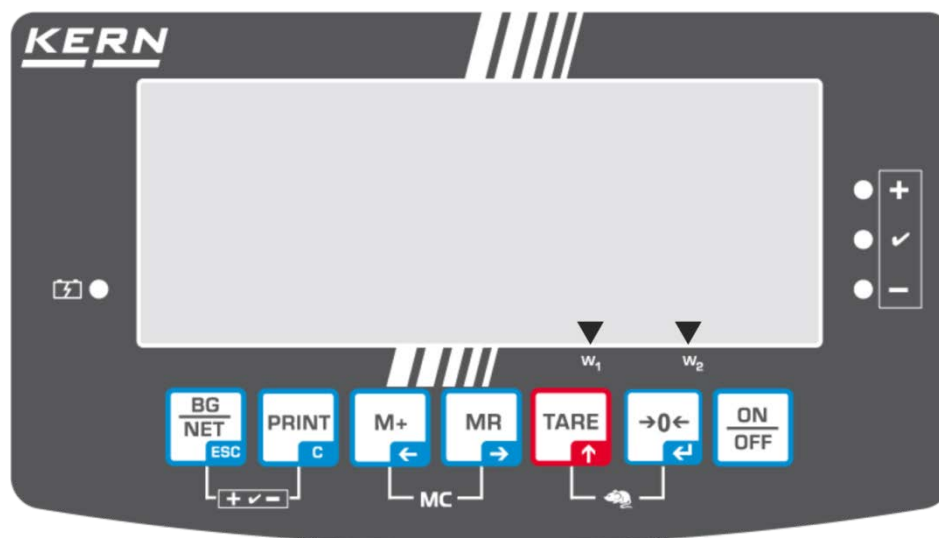 KERN
+
✔
−
W₁ W₂
BG
NET
ESC
PRINT
C
M+
←
MR
→
TARE
↑
→0←
↵
ON
OFF
+ ✔ −
MC